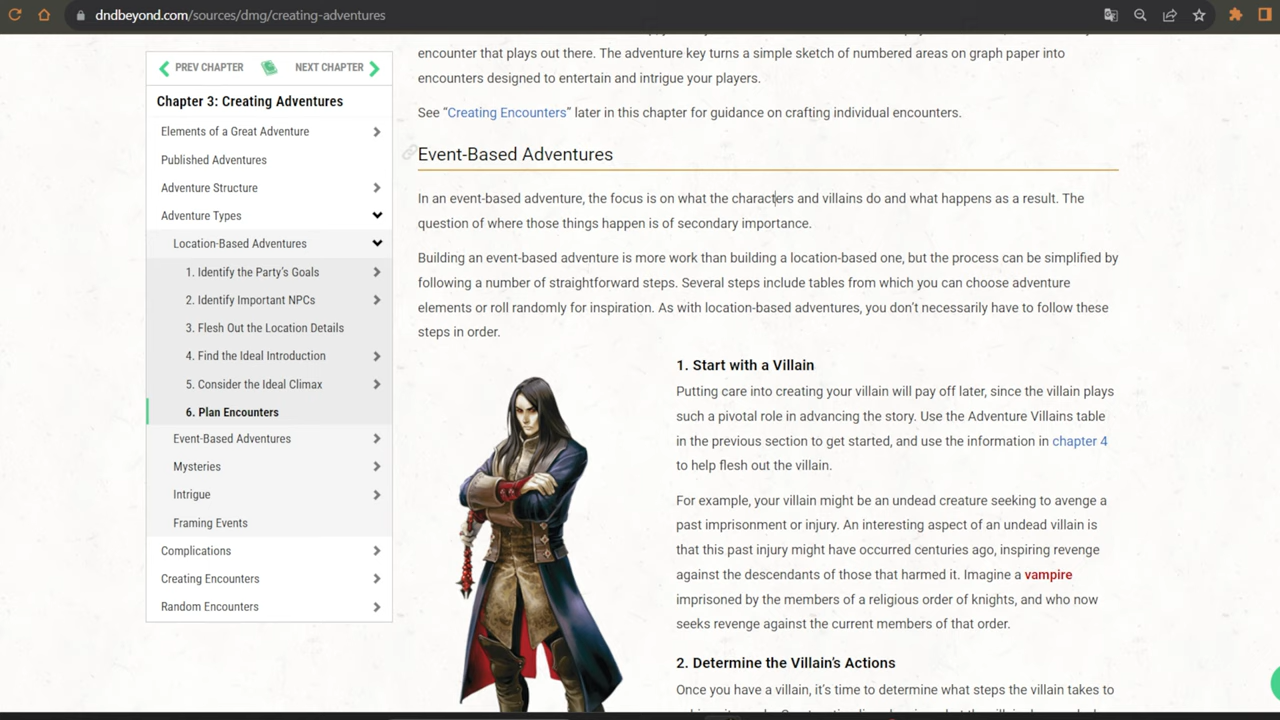 dndbeyond.com/sources/dmg/creating-adventures
PREV CHAPTER
NEXT CHAPTER
Chapter 3: Creating Adventures
Elements of a Great Adventure
Published Adventures
Adventure Structure
Adventure Types
Location-Based Adventures
1. Identify the Party’s Goals
2. Identify Important NPCs
3. Flesh Out the Location Details
4. Find the Ideal Introduction
5. Consider the Ideal Climax
6. Plan Encounters
Event-Based Adventures
Mysteries
Intrigue
Framing Events
Complications
Creating Encounters
Random Encounters
encounter that plays out there. The adventure key turns a simple sketch of numbered areas on graph paper into
encounters designed to entertain and intrigue your players.
See “Creating Encounters” later in this chapter for guidance on crafting individual encounters.
Event-Based Adventures
In an event-based adventure, the focus is on what the characters and villains do and what happens as a result. The
question of where those things happen is of secondary importance.
Building an event-based adventure is more work than building a location-based one, but the process can be simplified by
following a number of straightforward steps. Several steps include tables from which you can choose adventure
elements or roll randomly for inspiration. As with location-based adventures, you don’t necessarily have to follow these
steps in order.
1. Start with a Villain
Putting care into creating your villain will pay off later, since the villain plays
such a pivotal role in advancing the story. Use the Adventure Villains table
in the previous section to get started, and use the information in chapter 4
to help flesh out the villain.
For example, your villain might be an undead creature seeking to avenge a
past imprisonment or injury. An interesting aspect of an undead villain is
that this past injury might have occurred centuries ago, inspiring revenge
against the descendants of those that harmed it. Imagine a vampire
imprisoned by the members of a religious order of knights, and who now
seeks revenge against the current members of that order.
2. Determine the Villain’s Actions
Once you have a villain, it’s time to determine what steps the villain takes to